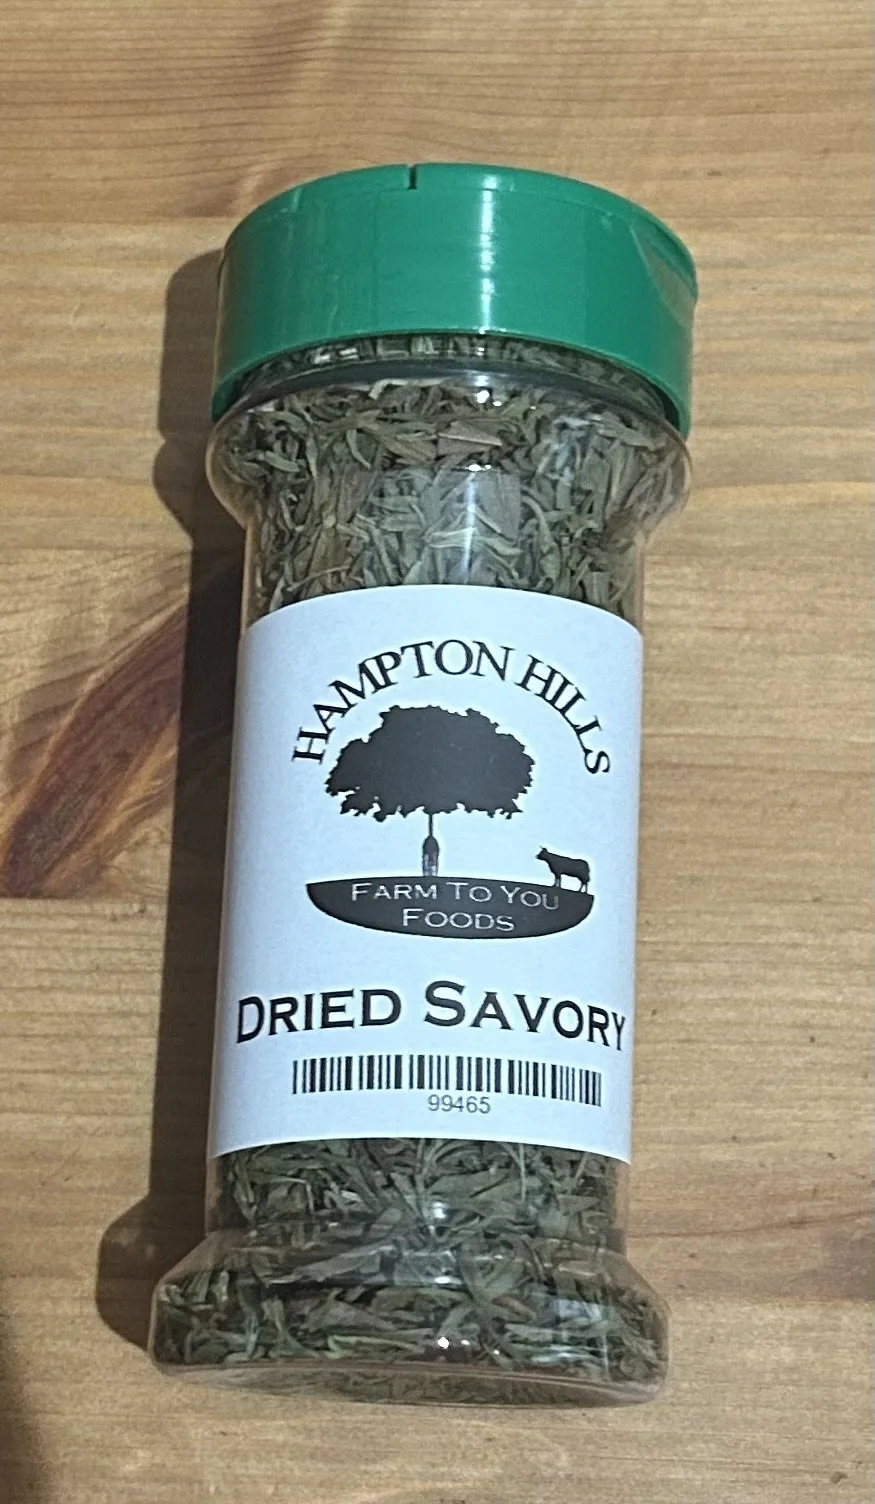 HAMPTON HILLS
FARM TO YOU
FOODS
DRIED SAVORY
99465